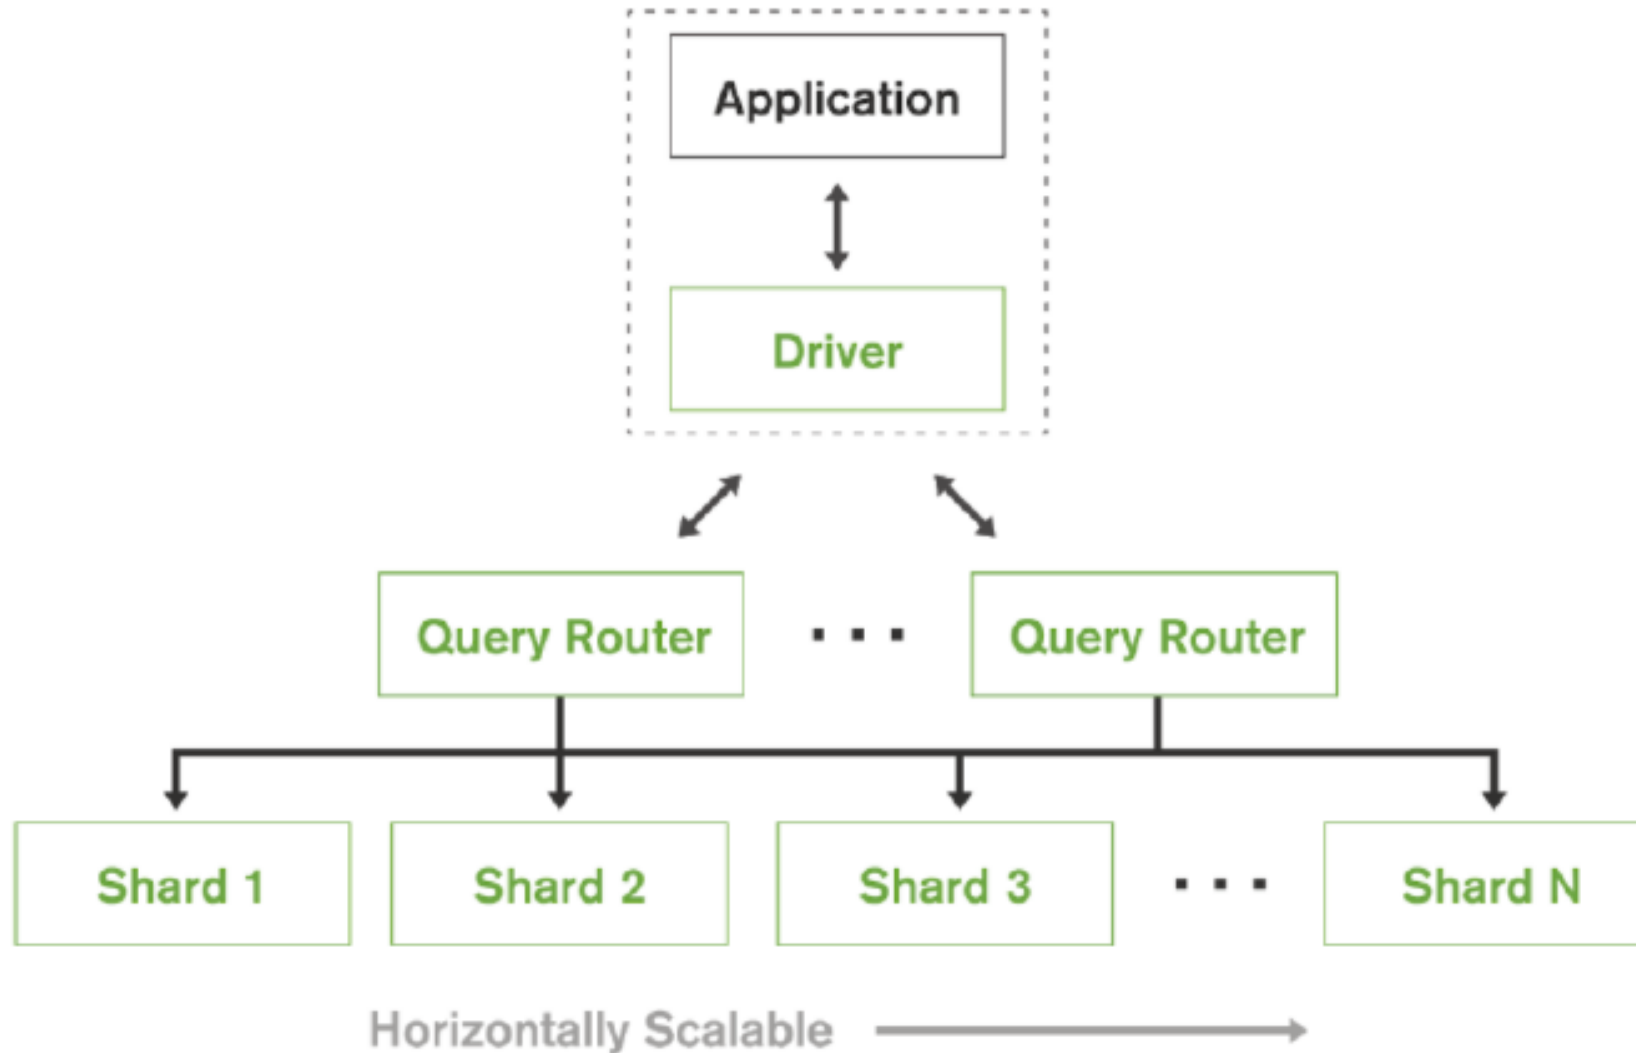 Application
Driver
Query Router ... Query Router
Shard 1 Shard 2 Shard 3 ... Shard N
Horizontally Scalable